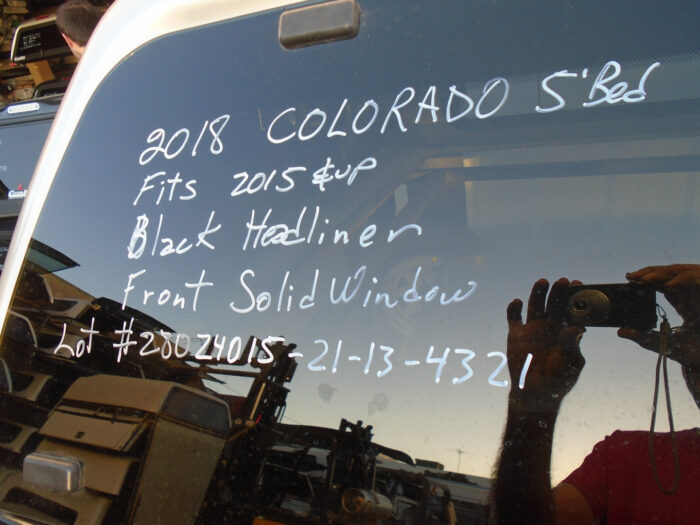 2018 COLORADO 5' Bed
Fits 2015 & up
Black Headliner
Front Solid Window
Lot # 28024015-21-13-4321